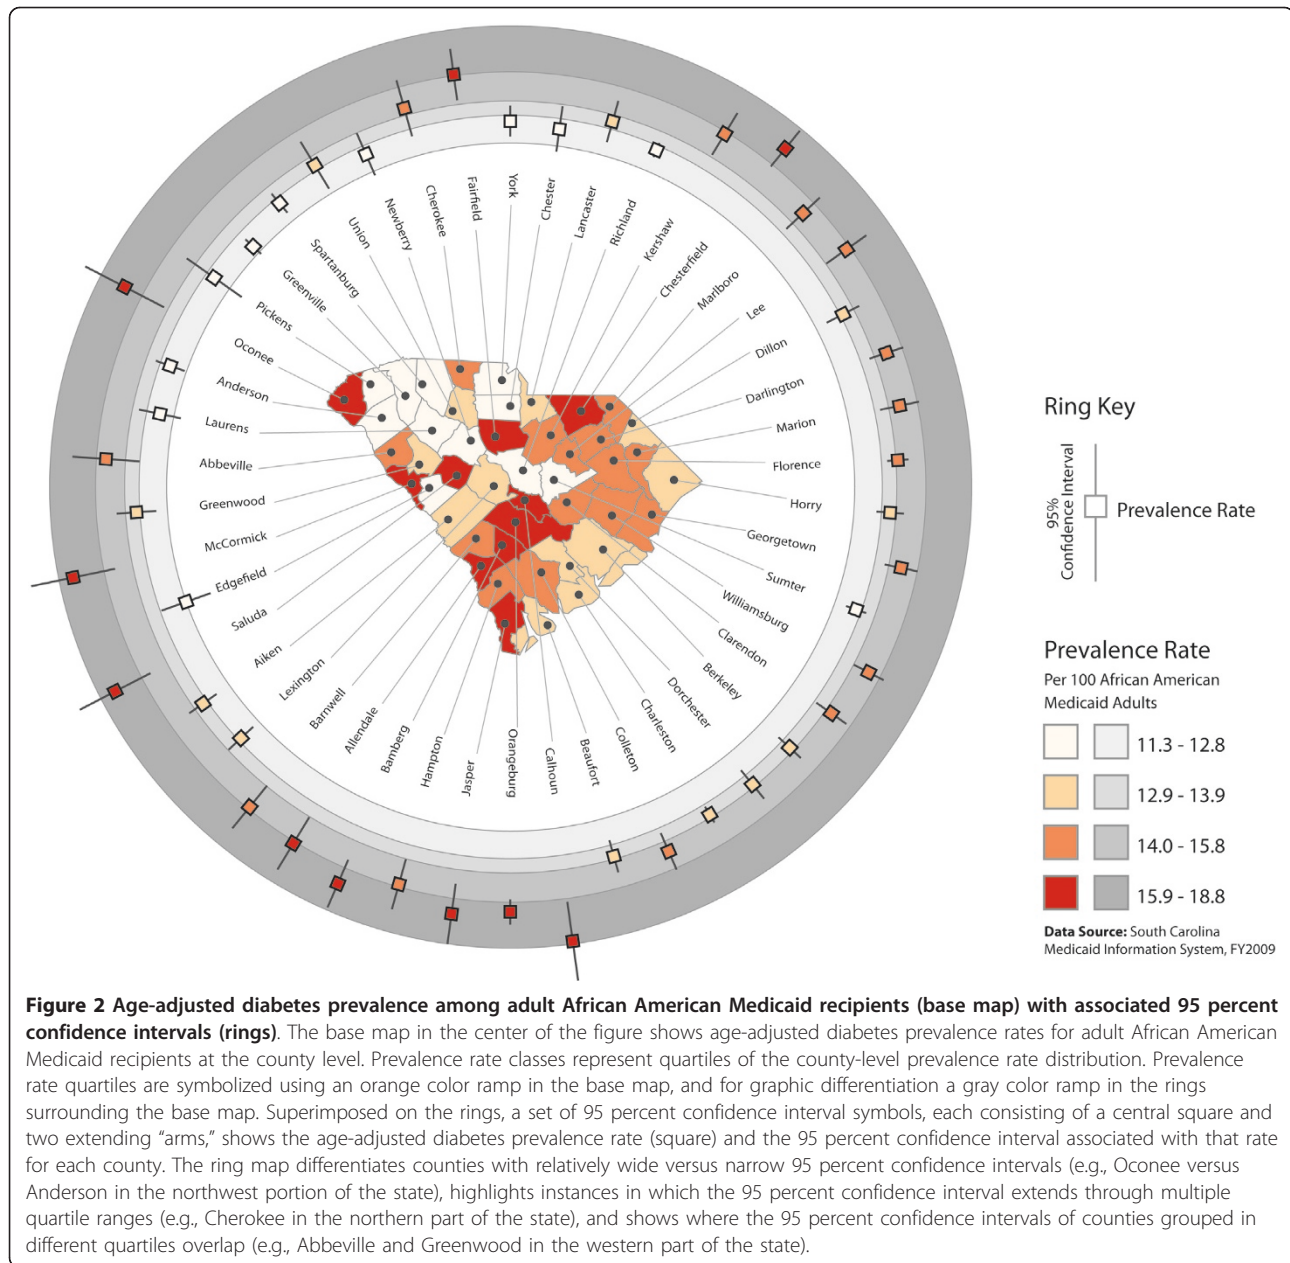 York
Chester
Lancaster
Richland
Kershaw
Chesterfield
Marlboro
Lee
Dillon
Darlington
Marion
Florence
Horry
Georgetown
Sumter
Williamsburg
Clarendon
Berkeley
Dorchester
Charleston
Colleton
Beaufort
Calhoun
Orangeburg
Jasper
Hampton
Bamberg
Allendale
Barnwell
Lexington
Aiken
Saluda
Edgefield
McCormick
Greenwood
Abbeville
Laurens
Anderson
Oconee
Pickens
Greenville
Spartanburg
Union
Newberry
Cherokee
Fairfield
Ring Key
95%
Confidence Interval
Prevalence Rate
Prevalence Rate
Per 100 African American
Medicaid Adults
11.3 - 12.8
12.9 - 13.9
14.0 - 15.8
15.9 - 18.8
Data Source: South Carolina
Medicaid Information System, FY2009
Figure 2 Age-adjusted diabetes prevalence among adult African American Medicaid recipients (base map) with associated 95 percent
confidence intervals (rings). The base map in the center of the figure shows age-adjusted diabetes prevalence rates for adult African American
Medicaid recipients at the county level. Prevalence rate classes represent quartiles of the county-level prevalence rate distribution. Prevalence
rate quartiles are symbolized using an orange color ramp in the base map, and for graphic differentiation a gray color ramp in the rings
surrounding the base map. Superimposed on the rings, a set of 95 percent confidence interval symbols, each consisting of a central square and
two extending “arms,” shows the age-adjusted diabetes prevalence rate (square) and the 95 percent confidence interval associated with that rate
for each county. The ring map differentiates counties with relatively wide versus narrow 95 percent confidence intervals (e.g., Oconee versus
Anderson in the northwest portion of the state), highlights instances in which the 95 percent confidence interval extends through multiple
quartile ranges (e.g., Cherokee in the northern part of the state), and shows where the 95 percent confidence intervals of counties grouped in
different quartiles overlap (e.g., Abbeville and Greenwood in the western part of the state).